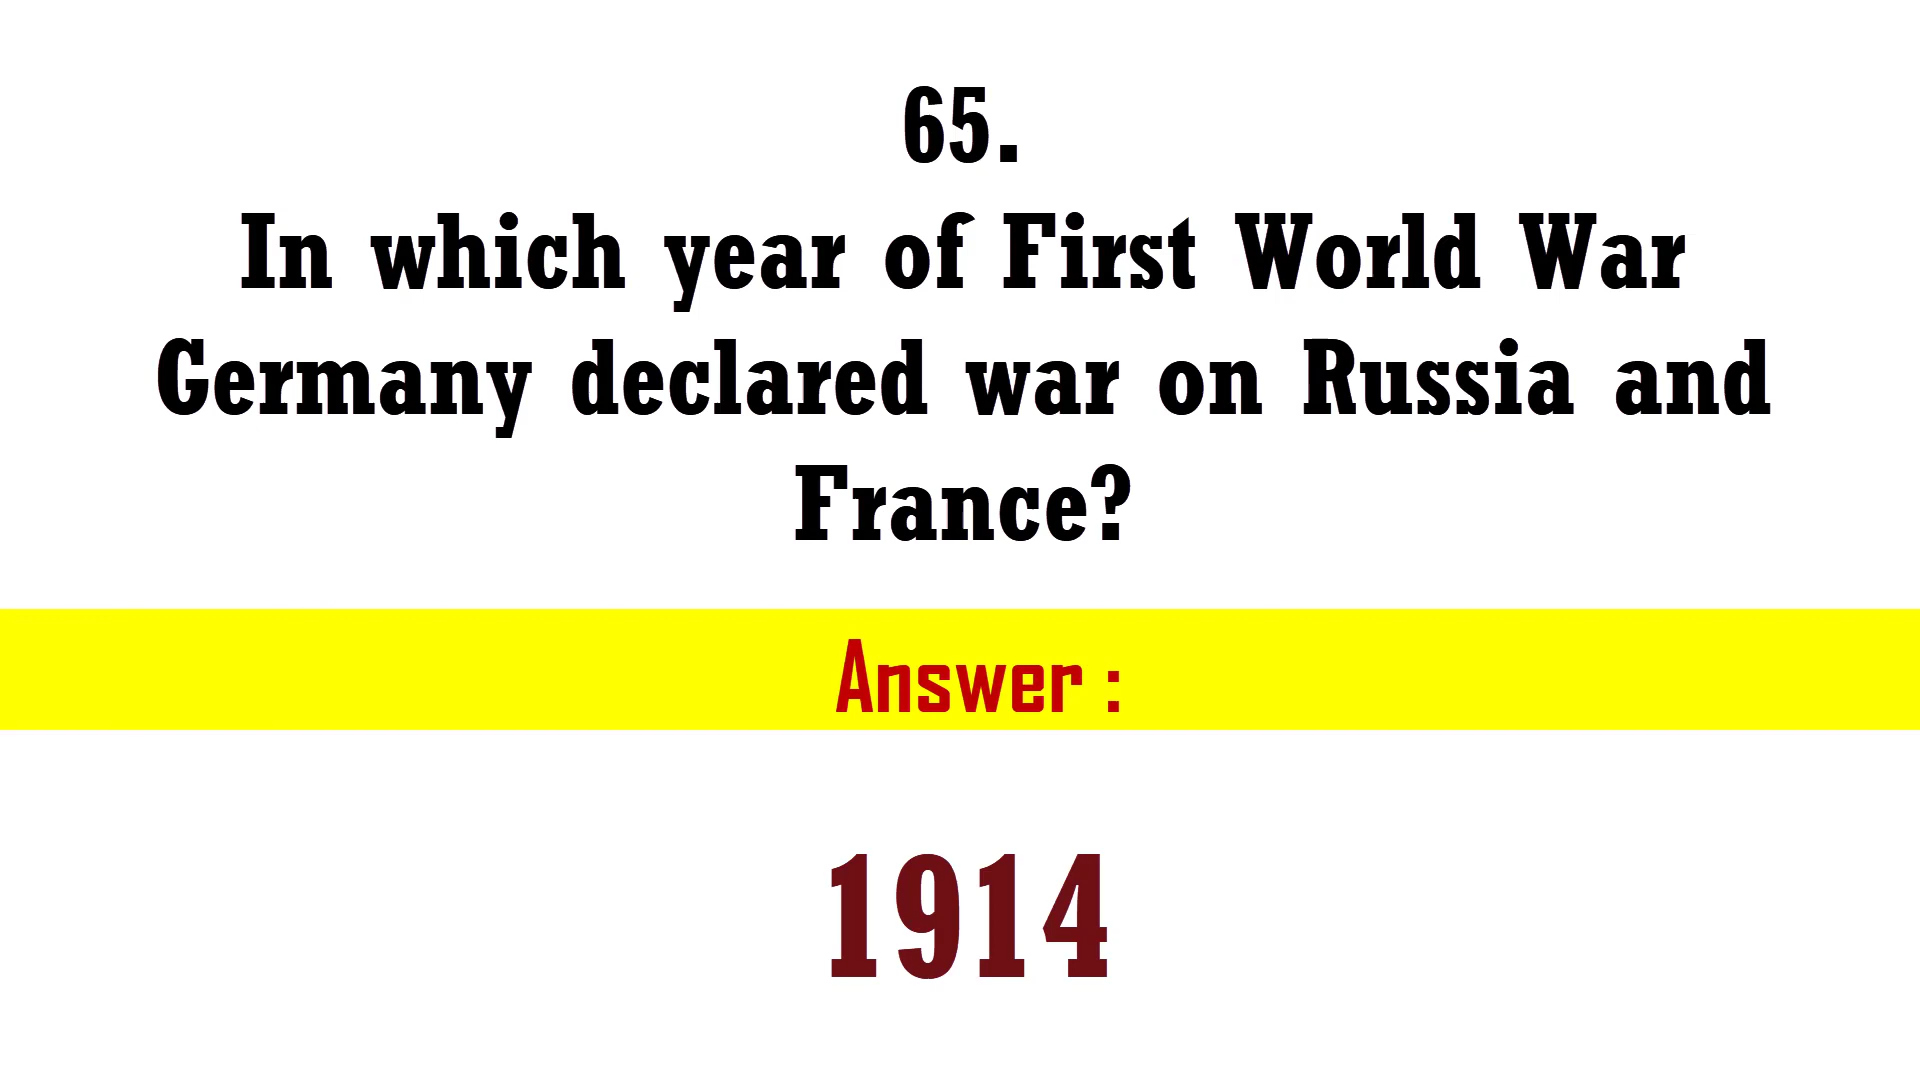 65.
In which year of First World War
Germany declared war on Russia and
France?
Answer :
1914